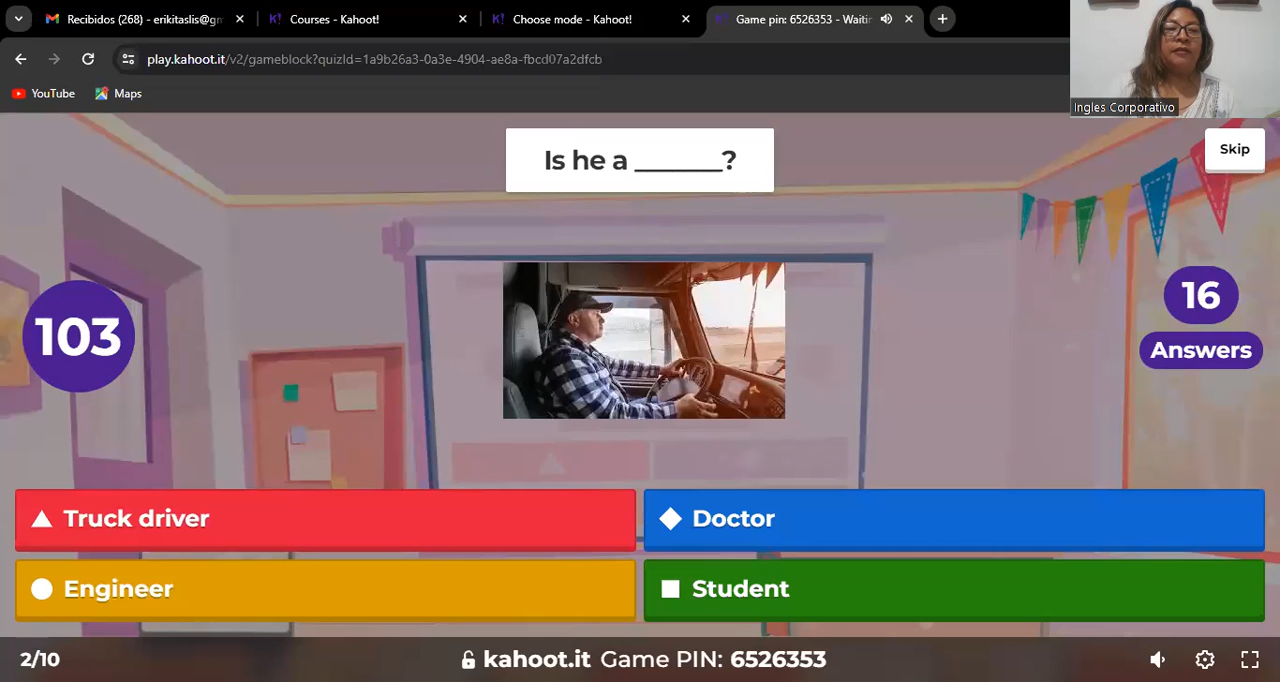 Recibidos (268) - erikitaslis@gm
Courses - Kahoot!
Choose mode - Kahoot!
Game pin: 6526353 - Waitin
play.kahoot.it/v2/gameblock?quizId=1a9b26a3-0a3e-4904-ae8a-fbcd07a2dfcb
YouTube
Maps
Ingles Corporativo
Is he a ______?
Skip
103
16
Answers
Truck driver
Doctor
Engineer
Student
2/10
kahoot.it Game PIN: 6526353